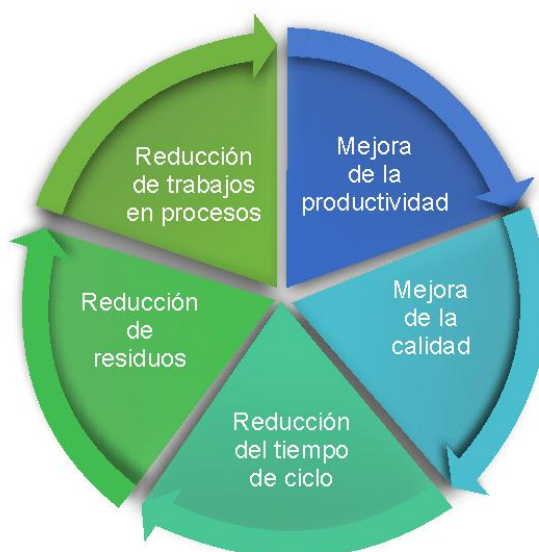 Mejora
de la
productividad
Mejora
de la
calidad
Reducción
del tiempo
de ciclo
Reducción
de
residuos
Reducción
de trabajos
en procesos